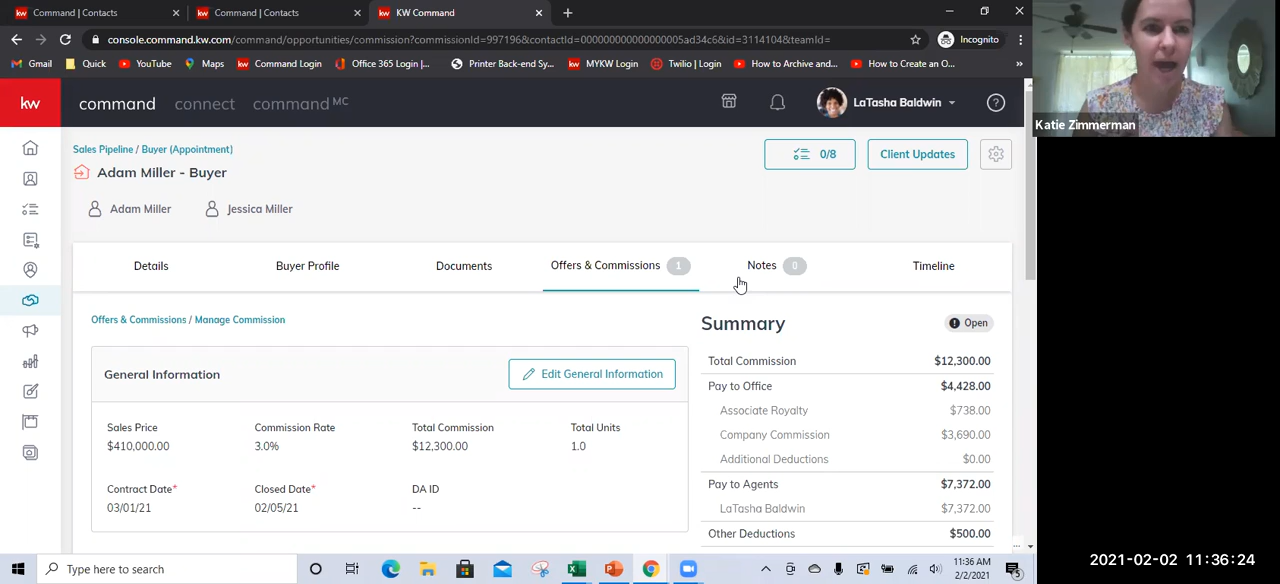 Command | Contacts
Command | Contacts
KW Command
console.command.kw.com/command/opportunities/commission?commissionId=997196&contactId=000000000000000005ad34c6&id=3114104&teamId=
Incognito
Gmail
Quick
YouTube
Maps
Command Login
Office 365 Login |...
Printer Back-end Sy...
MYKW Login
Twilio | Login
How to Archive and...
How to Create an O...
»
kw
command
connect
command MC
LaTasha Baldwin
Katie Zimmerman
Sales Pipeline / Buyer (Appointment)
0/8
Client Updates
Adam Miller - Buyer
Adam Miller
Jessica Miller
Details
Buyer Profile
Documents
Offers & Commissions 1
Notes 0
Timeline
Offers & Commissions / Manage Commission
Summary
Open
General Information
Edit General Information
Total Commission $12,300.00
Pay to Office $4,428.00
Associate Royalty $738.00
Company Commission $3,690.00
Additional Deductions $0.00
Pay to Agents $7,372.00
LaTasha Baldwin $7,372.00
Other Deductions $500.00
Sales Price
Commission Rate
Total Commission
Total Units
$410,000.00
3.0%
$12,300.00
1.0
Contract Date*
Closed Date*
DA ID
03/01/21
02/05/21
--
Type here to search
11:36 AM
2/2/2021
5
2021-02-02 11:36:24